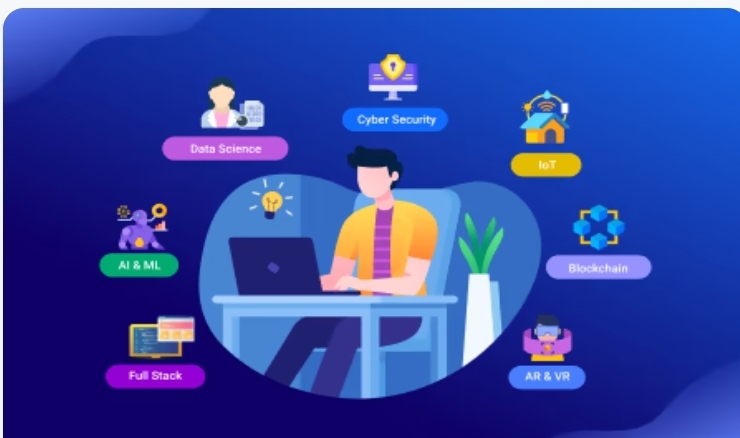 Cyber Security
Data Science
IoT
AI & ML
Blockchain
Full Stack
AR & VR